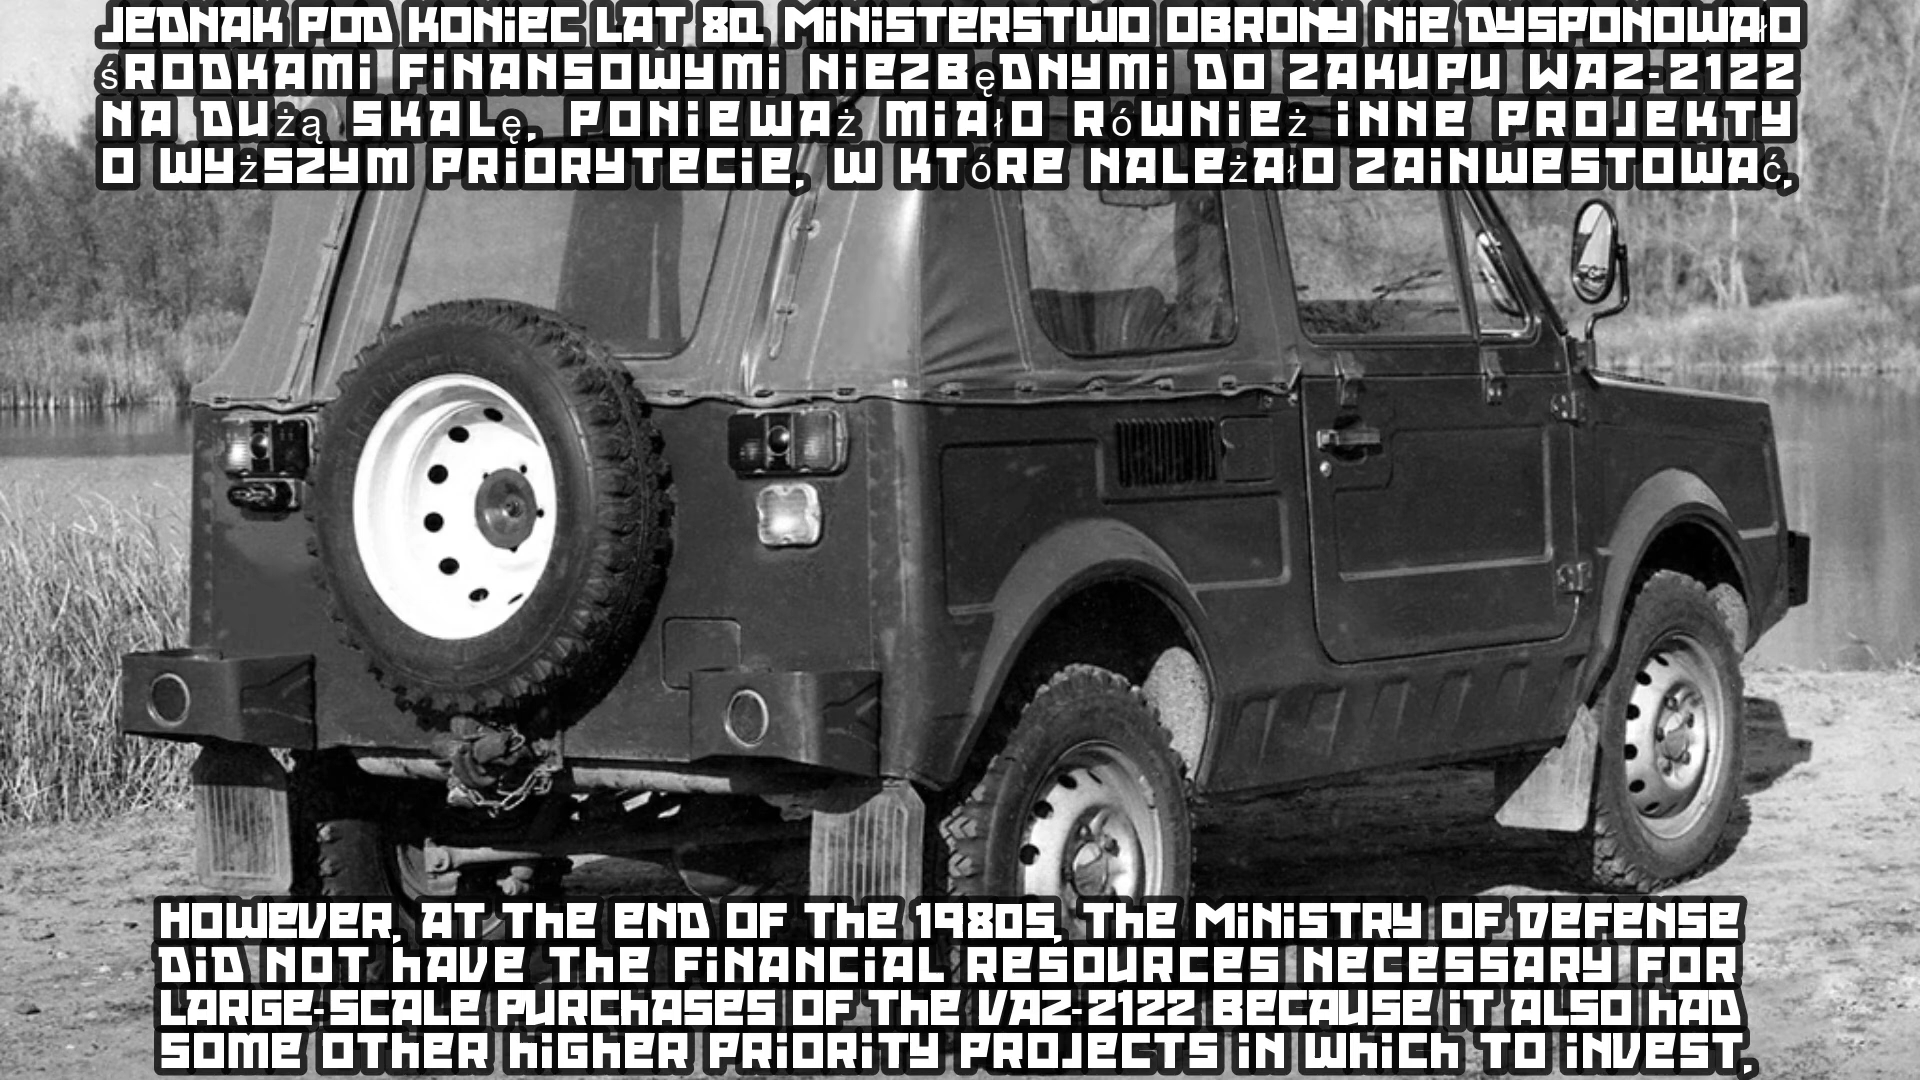 JEDNAK POD KONIEC LAT 80. MINISTERSTWO OBRONY NIE DYSPONOWAŁO
ŚRODKAMI FINANSOWYMI NIEZBĘDNYMI DO ZAKUPU WAZ-2122
NA DUŻĄ SKALĘ, PONIEWAŻ MIAŁO RÓWNIEŻ INNE PROJEKTY
O WYŻSZYM PRIORYTECIE, W KTÓRE NALEŻAŁO ZAINWESTOWAĆ,
HOWEVER, AT THE END OF THE 1980S, THE MINISTRY OF DEFENSE
DID NOT HAVE THE FINANCIAL RESOURCES NECESSARY FOR
LARGE-SCALE PURCHASES OF THE VAZ-2122 BECAUSE IT ALSO HAD
SOME OTHER HIGHER PRIORITY PROJECTS IN WHICH TO INVEST,